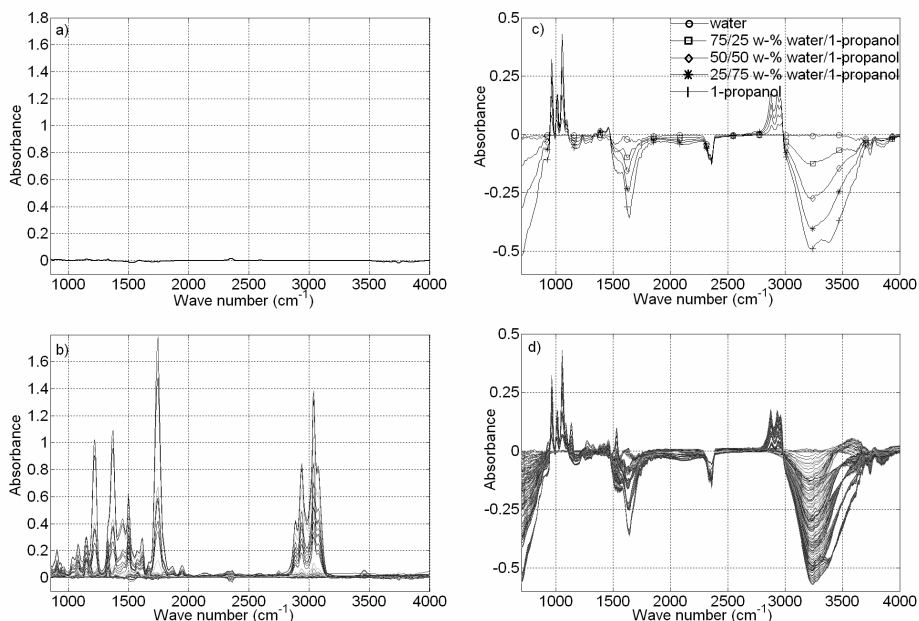 a)
1.8
1.6
1.4
1.2
1
0.8
0.6
0.4
0.2
0
Absorbance
1000 1500 2000 2500 3000 3500 4000
Wave number (cm⁻¹)
c)
0.5
0.25
0
-0.25
-0.5
Absorbance
water
75/25 w-% water/1-propanol
50/50 w-% water/1-propanol
25/75 w-% water/1-propanol
1-propanol
1000 1500 2000 2500 3000 3500 4000
Wave number (cm⁻¹)
b)
1.6
1.4
1.2
1
0.8
0.6
0.4
0.2
0
Absorbance
1000 1500 2000 2500 3000 3500 4000
Wave number (cm⁻¹)
d)
0.5
0.25
0
-0.25
-0.5
Absorbance
1000 1500 2000 2500 3000 3500 4000
Wave number (cm⁻¹)